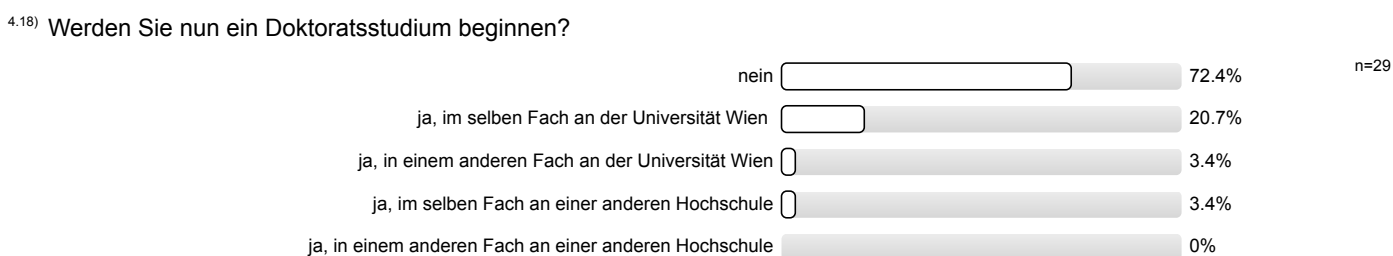 4.18) Werden Sie nun ein Doktoratsstudium beginnen?
nein 72.4% n=29
ja, im selben Fach an der Universität Wien 20.7%
ja, in einem anderen Fach an der Universität Wien 3.4%
ja, im selben Fach an einer anderen Hochschule 3.4%
ja, in einem anderen Fach an einer anderen Hochschule 0%